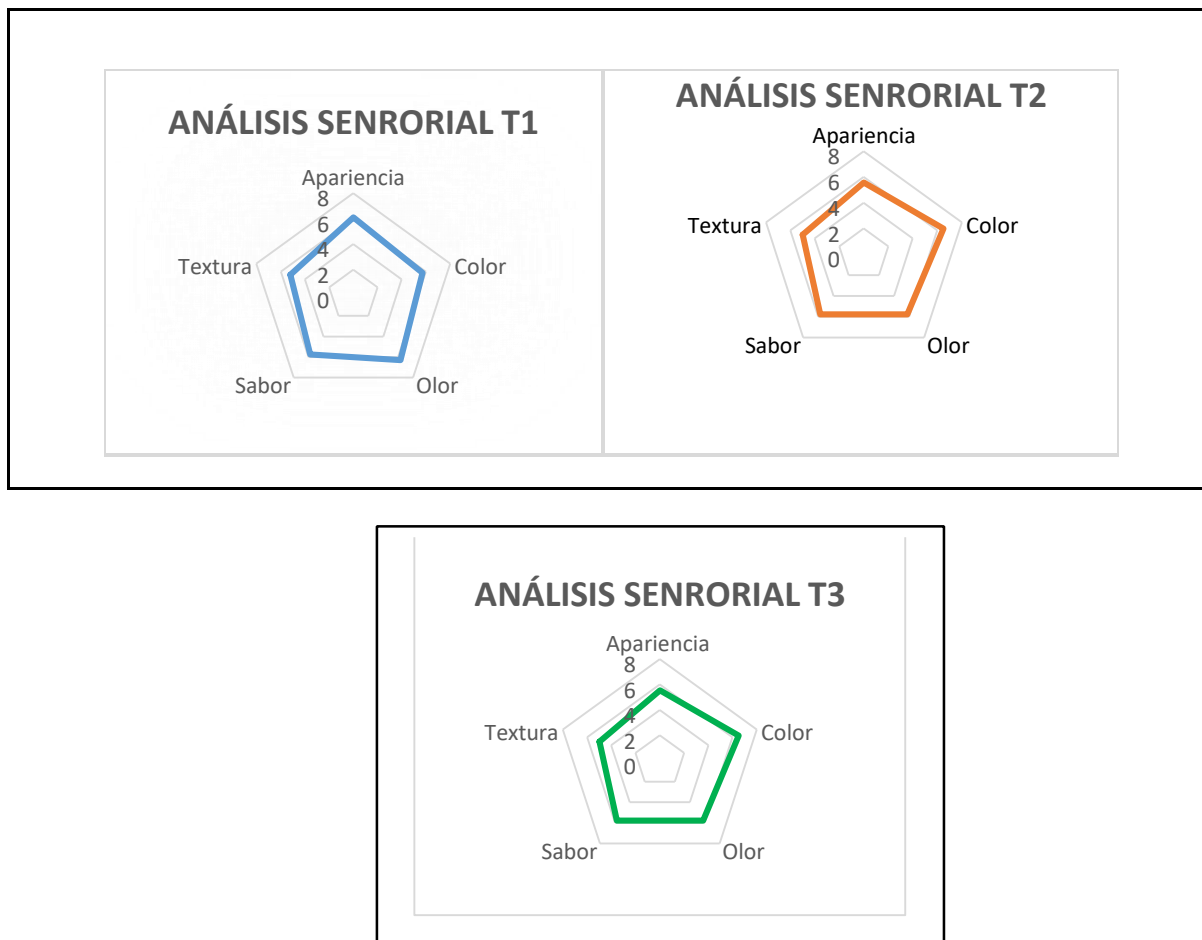 ANÁLISIS SENRORIAL T1
Apariencia
8
6
4
2
0
Color
Olor
Sabor
Textura
ANÁLISIS SENRORIAL T2
Apariencia
8
6
4
2
0
Color
Olor
Sabor
Textura
ANÁLISIS SENRORIAL T3
Apariencia
8
6
4
2
0
Color
Olor
Sabor
Textura